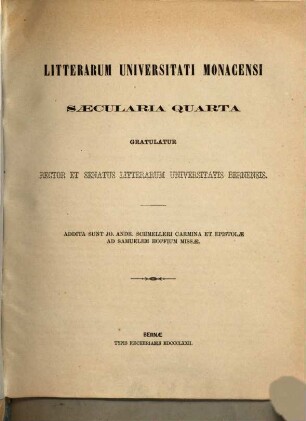 LITTERARUM UNIVERSITATI MONACENSI
SÆCULARIA QUARTA
GRATULATUR
RECTOR ET SENATUS LITTERARUM UNIVERSITATIS BERNENSIS.
ADDITA SUNT JO. ANDR. SCHMELLERI CARMINA ET EPISTOLÆ
AD SAMUELEM HOPFIUM MISSÆ.
BERNÆ
TYPIS RIEDERIANIS MDCCCLXXII.